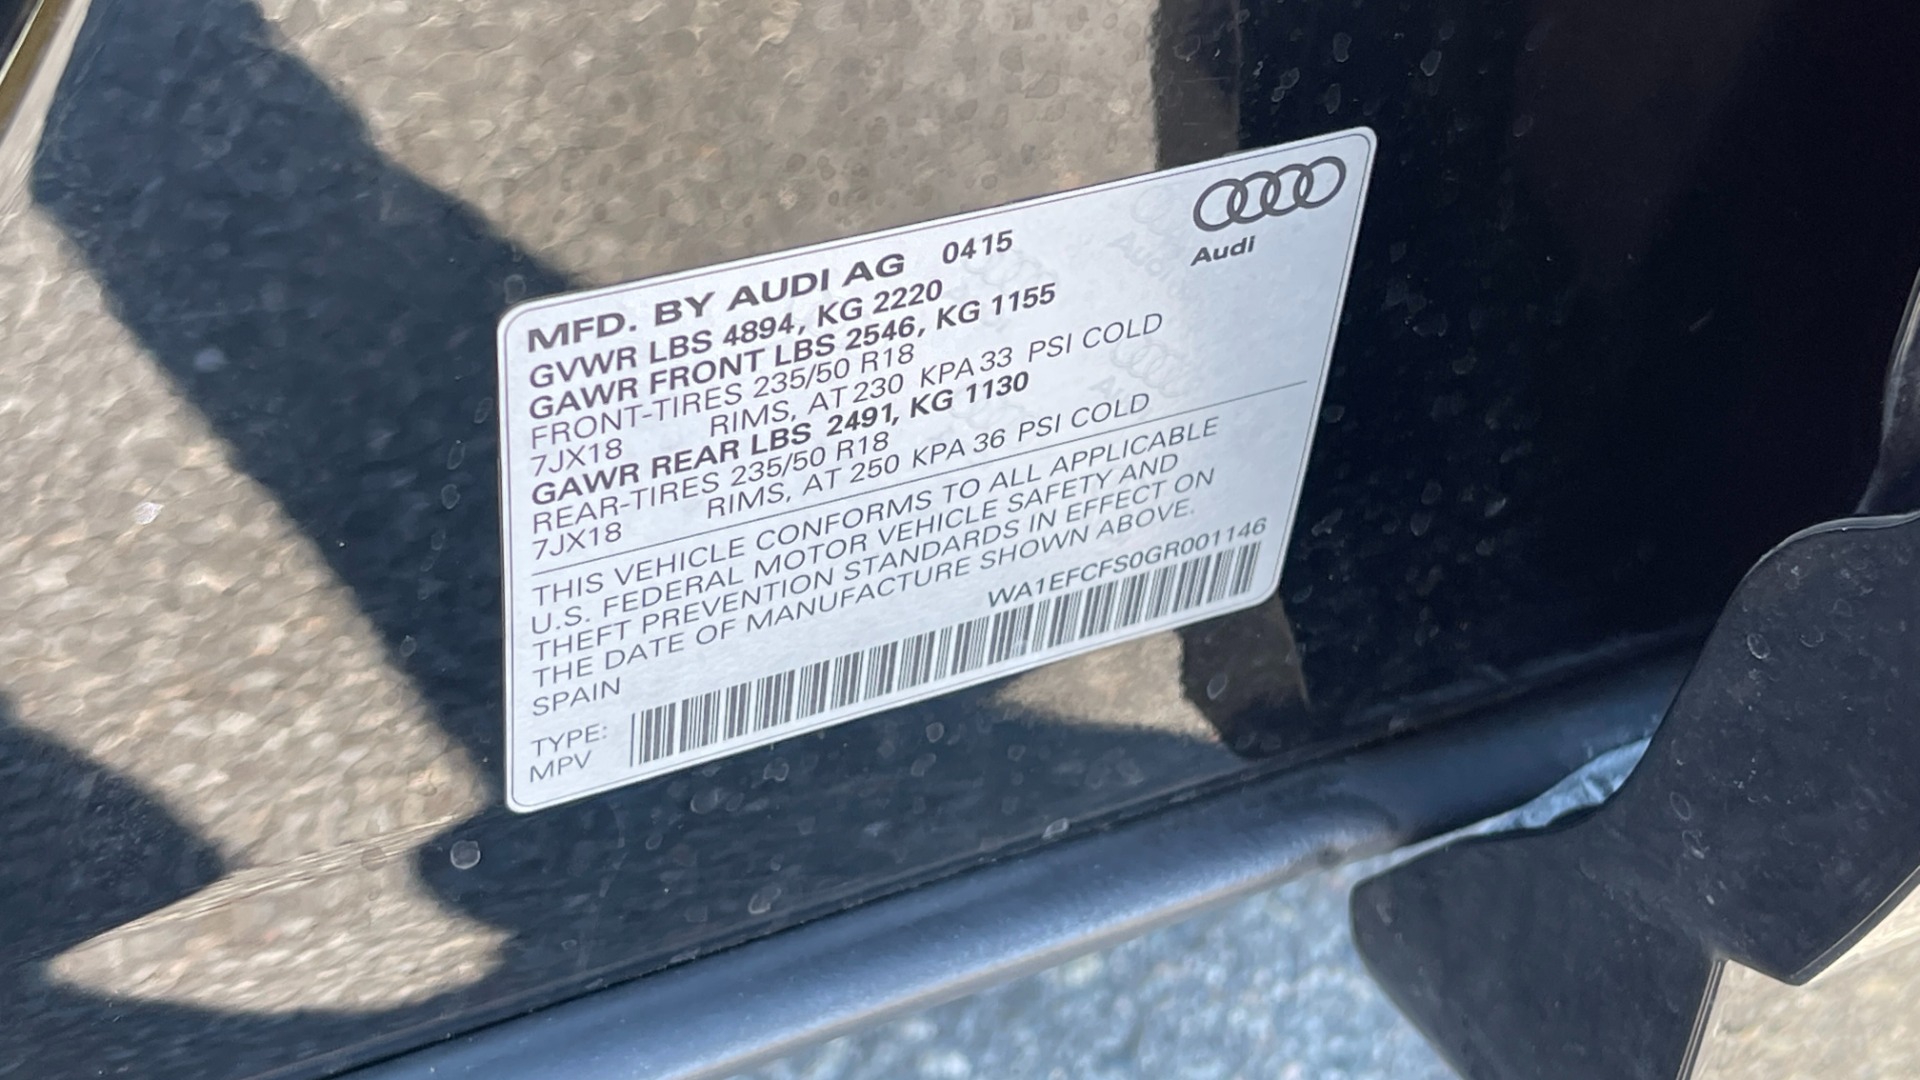 MFD. BY AUDI AG 0415
Audi
GVWR LBS 4894, KG 2220
GAWR FRONT LBS 2546, KG 1155
FRONT-TIRES 235/50 R18
7JX18 RIMS, AT 230 KPA 33 PSI COLD
GAWR REAR LBS 2491, KG 1130
REAR-TIRES 235/50 R18
7JX18 RIMS, AT 250 KPA 36 PSI COLD
THIS VEHICLE CONFORMS TO ALL APPLICABLE
U.S. FEDERAL MOTOR VEHICLE SAFETY AND
THEFT PREVENTION STANDARDS IN EFFECT ON
THE DATE OF MANUFACTURE SHOWN ABOVE.
SPAIN
WA1EFCFS0GR001146
TYPE:
MPV